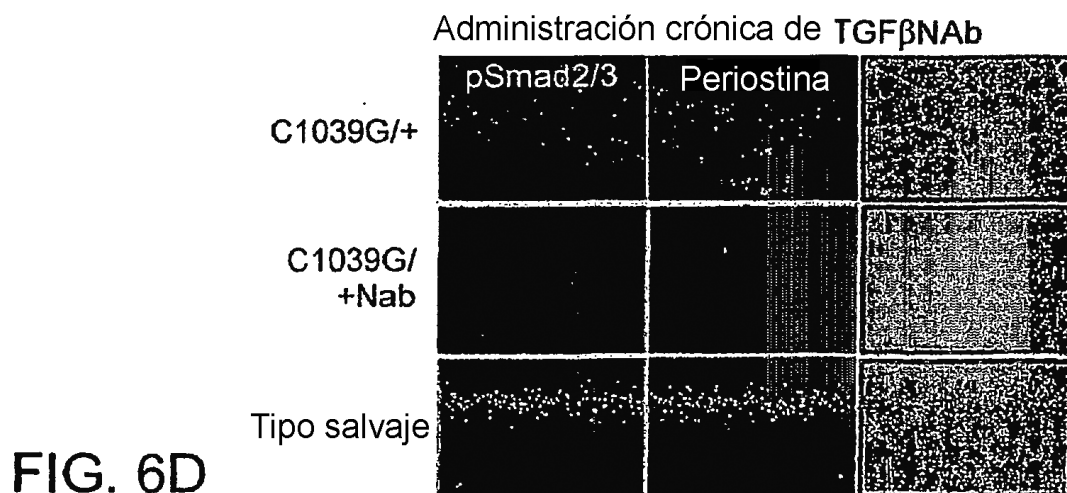 Administración crónica de TGFβNAb
pSmad2/3 Periostina
C1039G/+
C1039G/
+Nab
Tipo salvaje
FIG. 6D